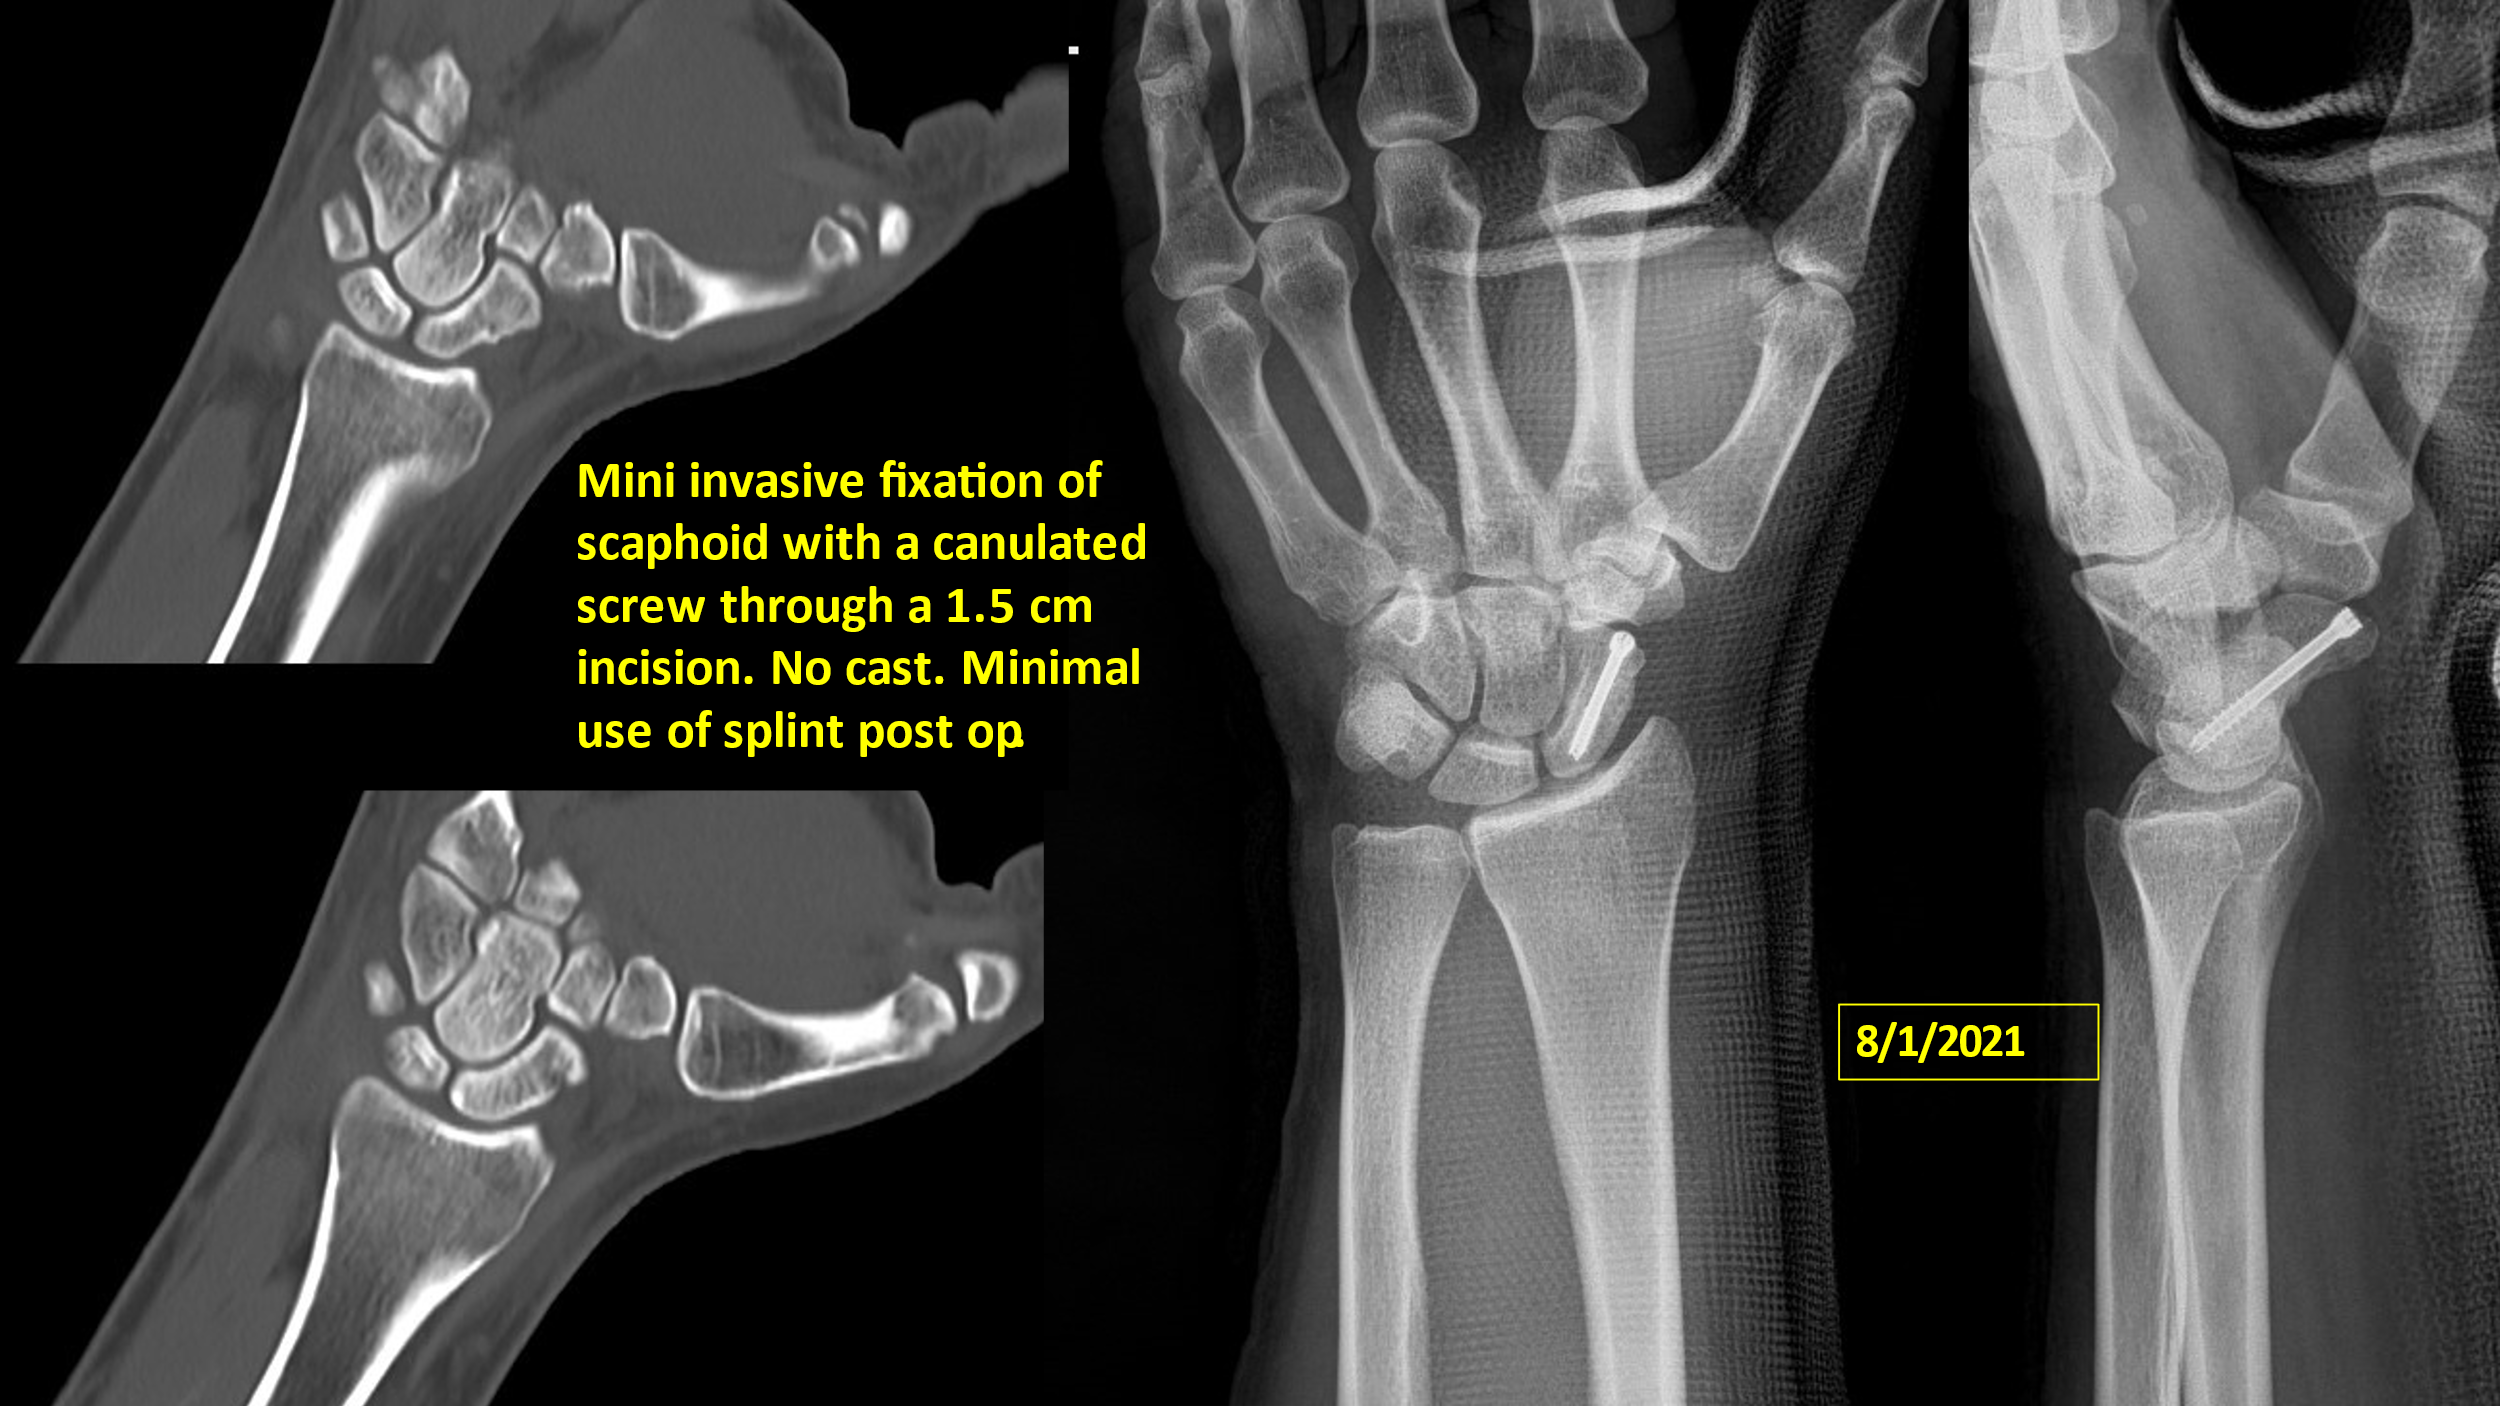 Mini invasive fixation of
scaphoid with a canulated
screw through a 1.5 cm
incision. No cast. Minimal
use of splint post op.
8/1/2021